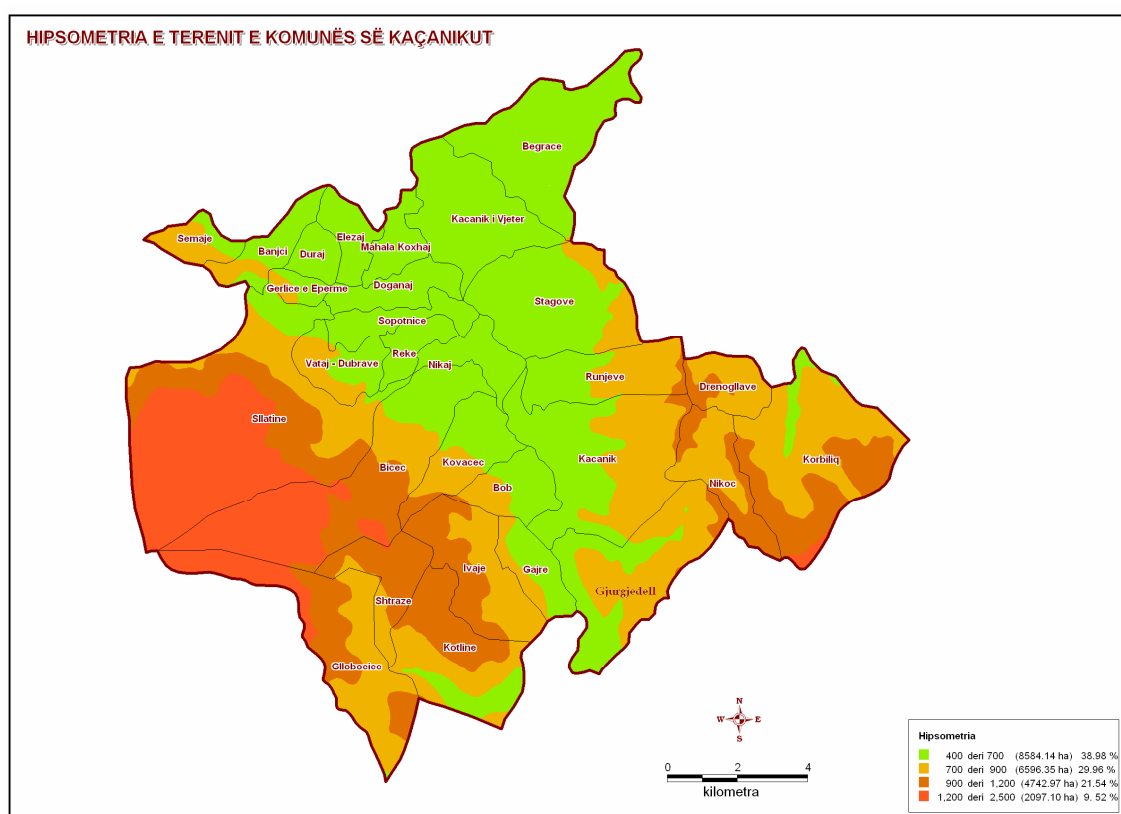 HIPSOMETRIA E TERENIT E KOMUNËS SË KAÇANIKUT
Begrace
Kacanik i Vjeter
Semaje
Elezaj
Mahala Koxhaj
Banjci
Duraj
Gerlice e Eperme
Doganaj
Stagove
Sopotnice
Reke
Vataj - Dubrave
Nikaj
Runjeve
Drenogllave
Sllatine
Kacanik
Korbiliq
Kovacec
Bicec
Nikoc
Bob
Ivaje
Gajre
Gjurgjedell
Shtraze
Kotline
Gllobocicc
N
W E
S
0 2 4
kilometra
Hipsometria
400 deri 700 (8584.14 ha) 38.98 %
700 deri 900 (6596.35 ha) 29.96 %
900 deri 1,200 (4742.97 ha) 21.54 %
1,200 deri 2,500 (2097.10 ha) 9. 52 %